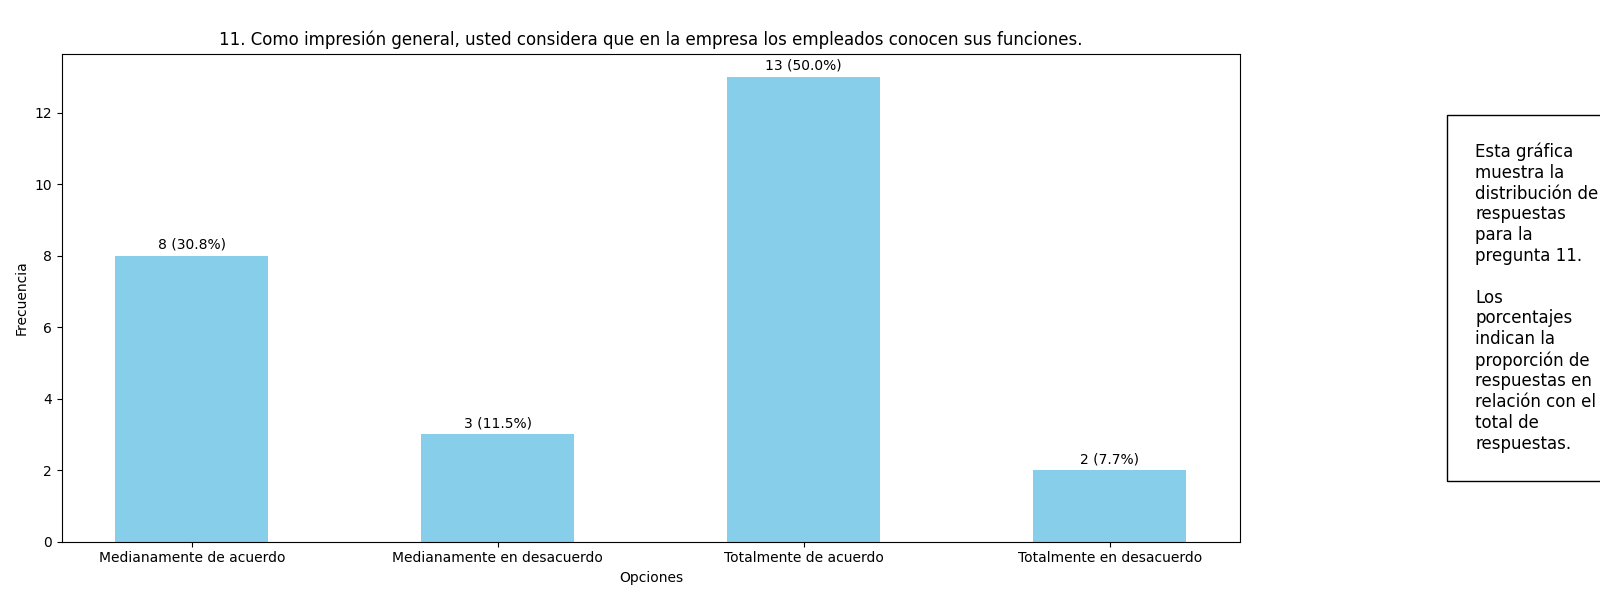 11. Como impresión general, usted considera que en la empresa los empleados conocen sus funciones.
13 (50.0%)
8 (30.8%)
3 (11.5%)
2 (7.7%)
12
10
8
6
4
2
0
Frecuencia
Medianamente de acuerdo
Medianamente en desacuerdo
Totalmente de acuerdo
Totalmente en desacuerdo
Opciones
Esta gráfica
muestra la
distribución de
respuestas
para la
pregunta 11.
Los
porcentajes
indican la
proporción de
respuestas en
relación con el
total de
respuestas.